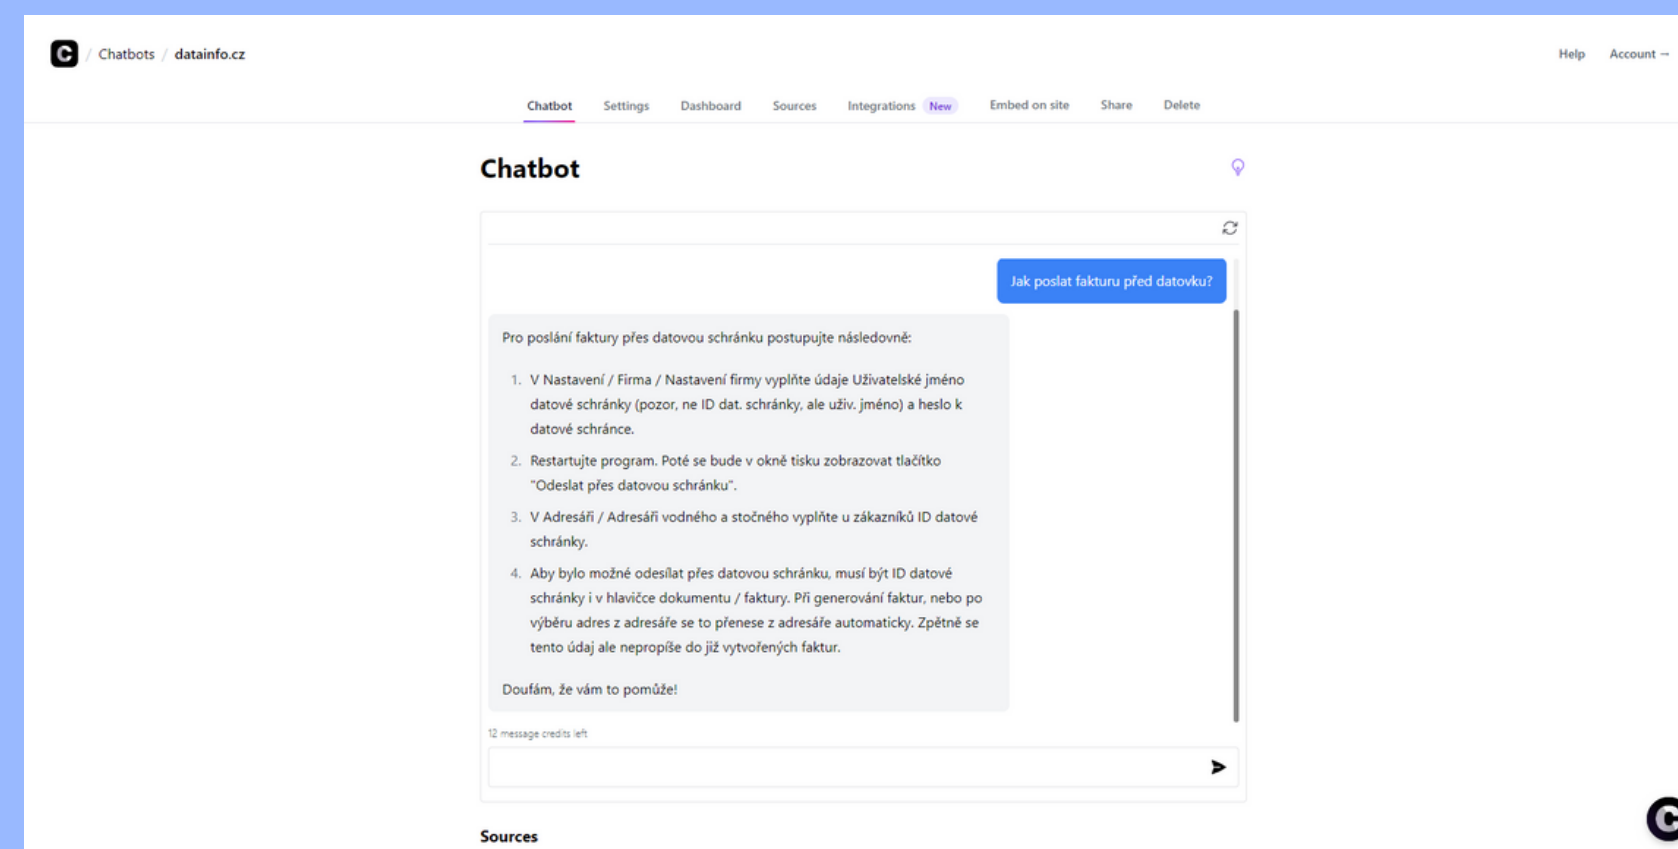 C / Chatbots / datainfo.cz
Help Account →
Chatbot Settings Dashboard Sources Integrations New Embed on site Share Delete
Chatbot
Jak poslat fakturu před datovku?
Pro poslání faktury přes datovou schránku postupujte následovně:
1. V Nastavení / Firma / Nastavení firmy vyplňte údaje Uživatelské jméno
datové schránky (pozor, ne ID dat. schránky, ale uživ. jméno) a heslo k
datové schránce.
2. Restartujte program. Poté se bude v okně tisku zobrazovat tlačítko
"Odeslat přes datovou schránku".
3. V Adresáři / Adresáři vodného a stočného vyplňte u zákazníků ID datové
schránky.
4. Aby bylo možné odesílat přes datovou schránku, musí být ID datové
schránky i v hlavičce dokumentu / faktury. Při generování faktur, nebo po
výběru adres z adresáře se to přenese z adresáře automaticky. Zpětně se
tento údaj ale nepropíše do již vytvořených faktur.
Doufám, že vám to pomůže!
12 message credits left
Sources
C